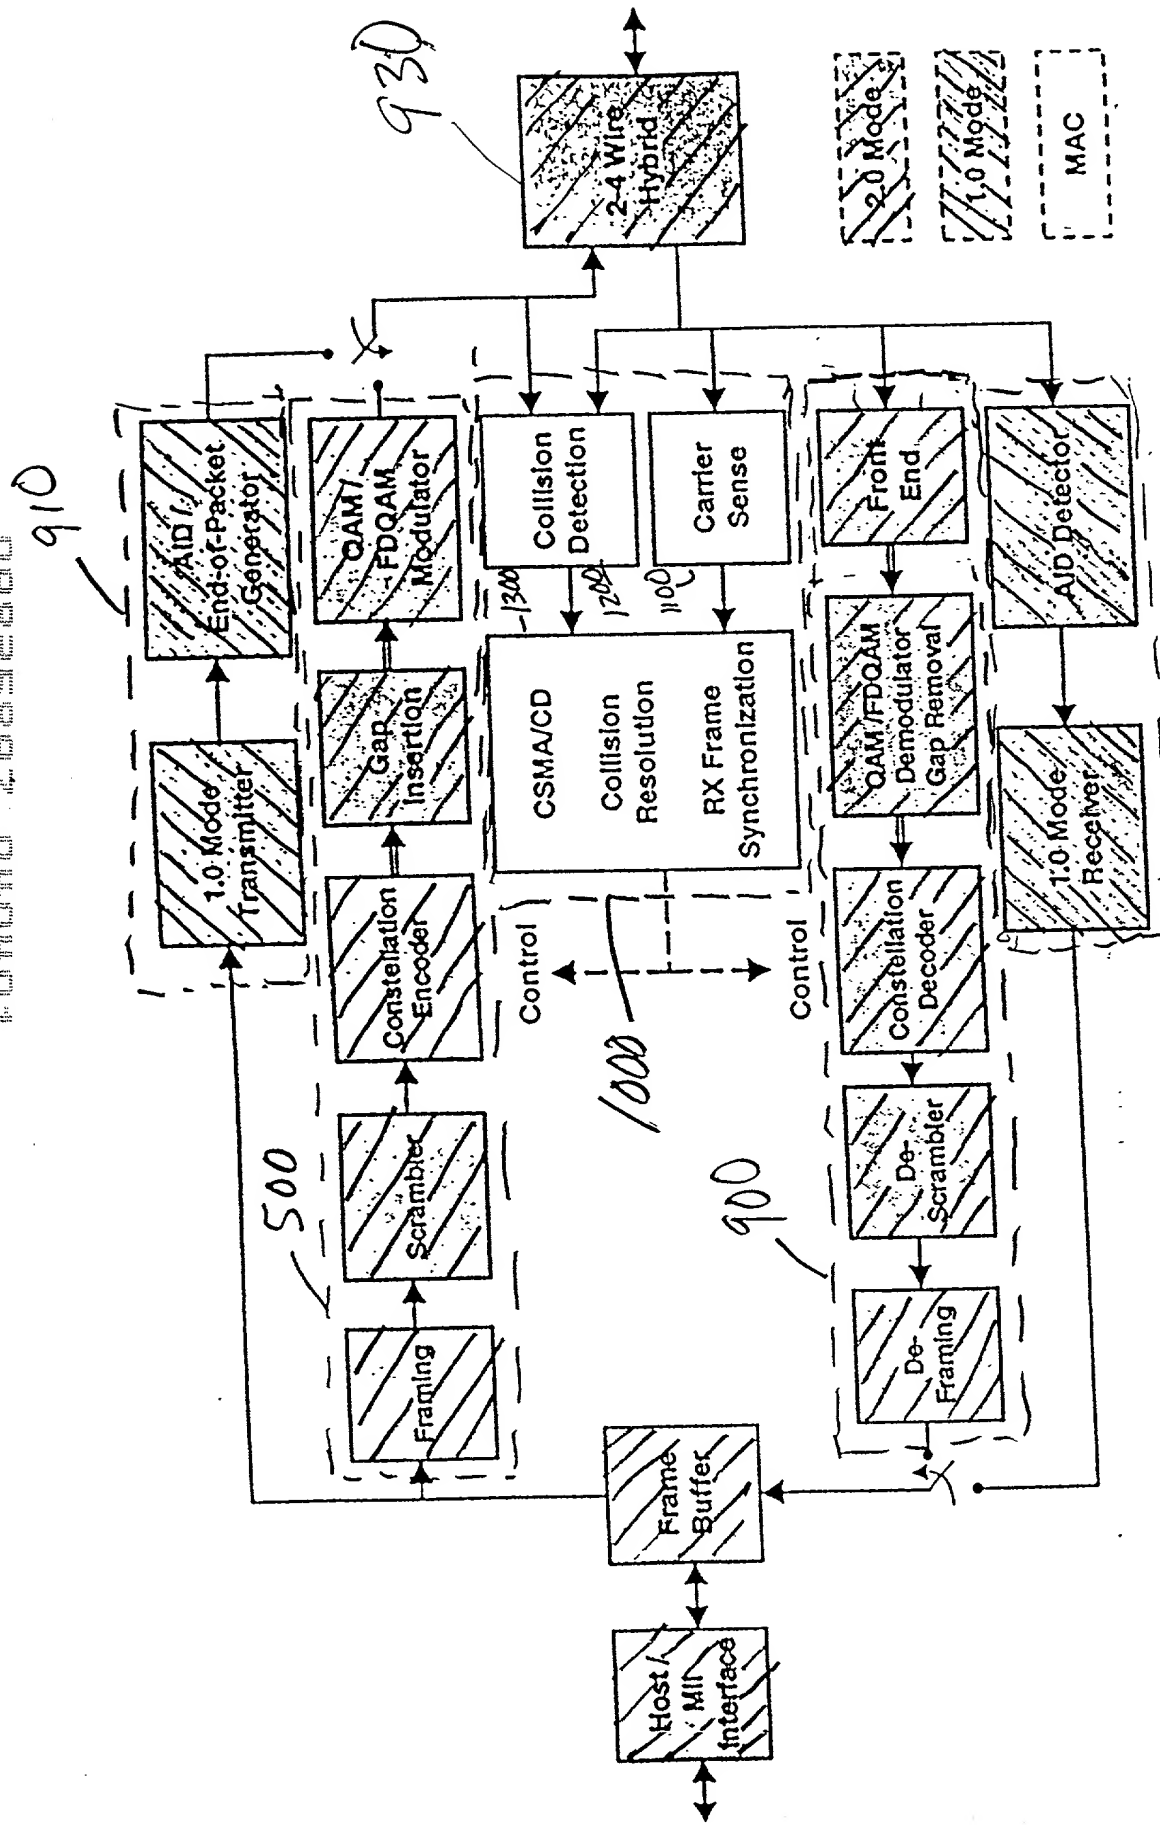 910
930
1.0 Mode
Transmitter
AID /
End-of-Packet
Generator
500
Framing
Scrambler
Constellation
Encoder
Gap
Insertion
QAM /
FDQAM
Modulator
2-4 Wire
Hybrid
Control
1000
Control
CSMA/CD
Collision
Resolution
RX Frame
Synchronization
1300
1200
1100
Collision
Detection
Carrier
Sense
Host /
MII
Interface
Frame
Buffer
900
De-
Framing
De-
Scrambler
Constellation
Decoder
QAM/FDQAM
Demodulator
Gap Removal
Front
End
1.0 Mode
Receiver
AID Detector
2.0 Mode
1.0 Mode
MAC